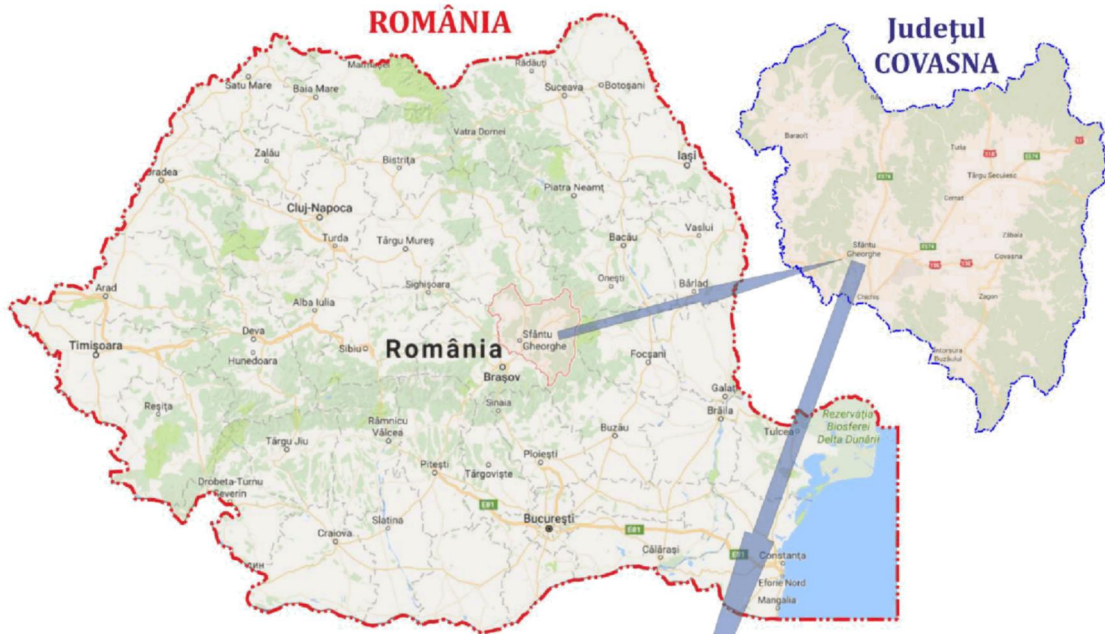 ROMÂNIA
Județul
COVASNA
Rădăuți
Satu Mare
Baia Mare
Suceava
Botoșani
Vatra Dornei
Zalău
Bistrița
Iași
Piatra Neamț
Cluj-Napoca
Turda
Târgu Mureș
Bacău
Vaslui
Sighișoara
Onești
Bârlad
Arad
Alba Iulia
Deva
Timișoara
Hunedoara
Sibiu
România
Sfântu
Gheorghe
Brașov
Focșani
Reșița
Sinaia
Galați
Brăila
Râmnicu
Vâlcea
Târgu Jiu
Buzău
Tulcea
Rezervația
Biosferei
Delta Dunării
Pitești
Târgoviște
Ploiești
Drobeta-Turnu
Severin
E81
București
E81
Craiova
Slatina
Călărași
Constanța
Eforie Nord
Mangalia
Baraolt
Turia
Târgu Secuiesc
Cernat
Sfântu
Gheorghe
Zăbala
Covasna
Chichiș
Zagon
Buzăului